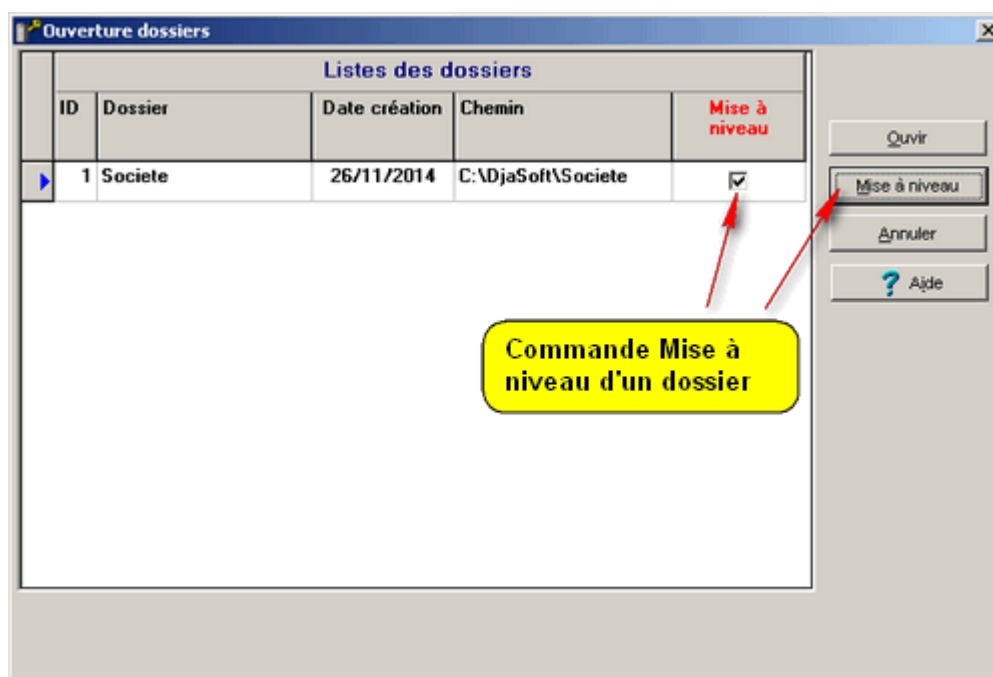 Ouverture dossiers
Listes des dossiers
ID Dossier Date création Chemin Mise à
niveau
1 Societe 26/11/2014 C:\DjaSoft\Societe
Ouvir
Mise à niveau
Annuler
? Aide
Commande Mise à
niveau d'un dossier